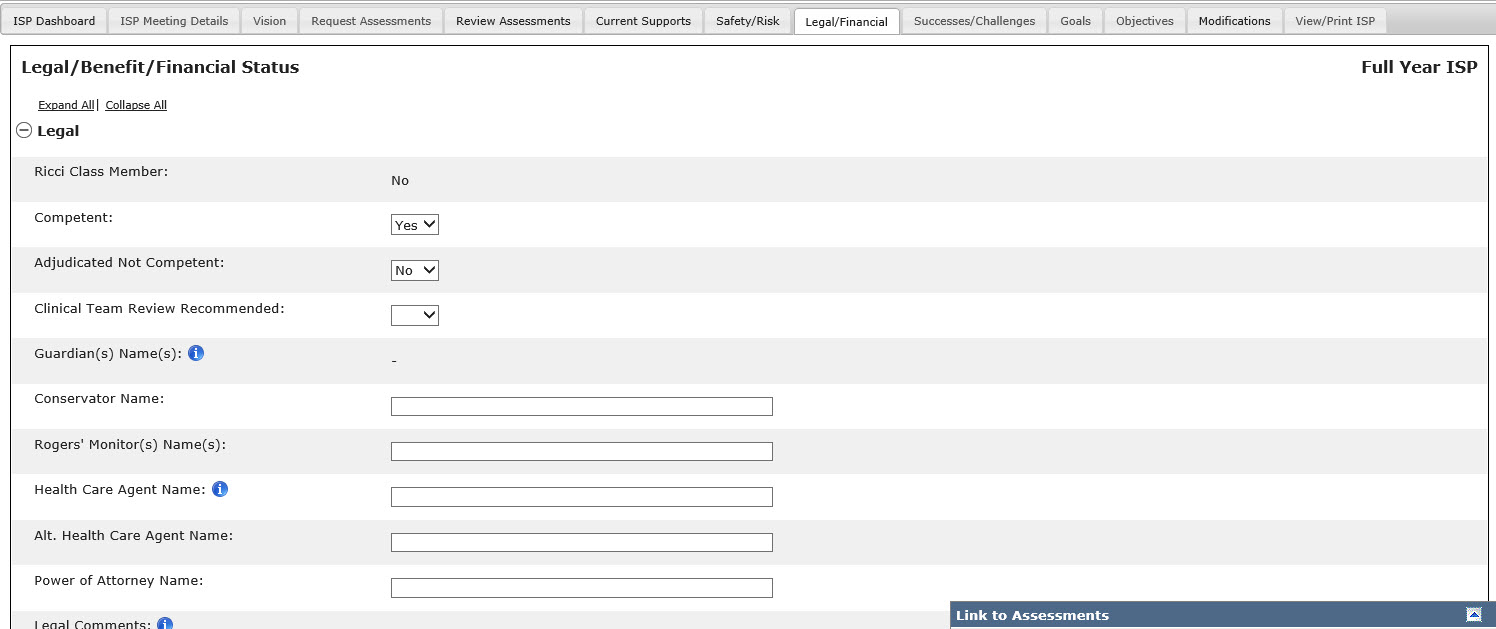 ISP Dashboard ISP Meeting Details Vision Request Assessments Review Assessments Current Supports Safety/Risk Legal/Financial Successes/Challenges Goals Objectives Modifications View/Print ISP
Legal/Benefit/Financial Status Full Year ISP
Expand All| Collapse All
Legal
Ricci Class Member: No
Competent: Yes
Adjudicated Not Competent: No
Clinical Team Review Recommended:
Guardian(s) Name(s): -
Conservator Name:
Rogers' Monitor(s) Name(s):
Health Care Agent Name:
Alt. Health Care Agent Name:
Power of Attorney Name:
Legal Comments:
Link to Assessments